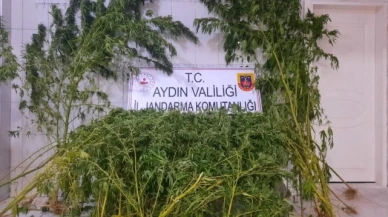 T.C.
AYDIN VALİLİĞİ
İL JANDARMA KOMUTANLIĞI